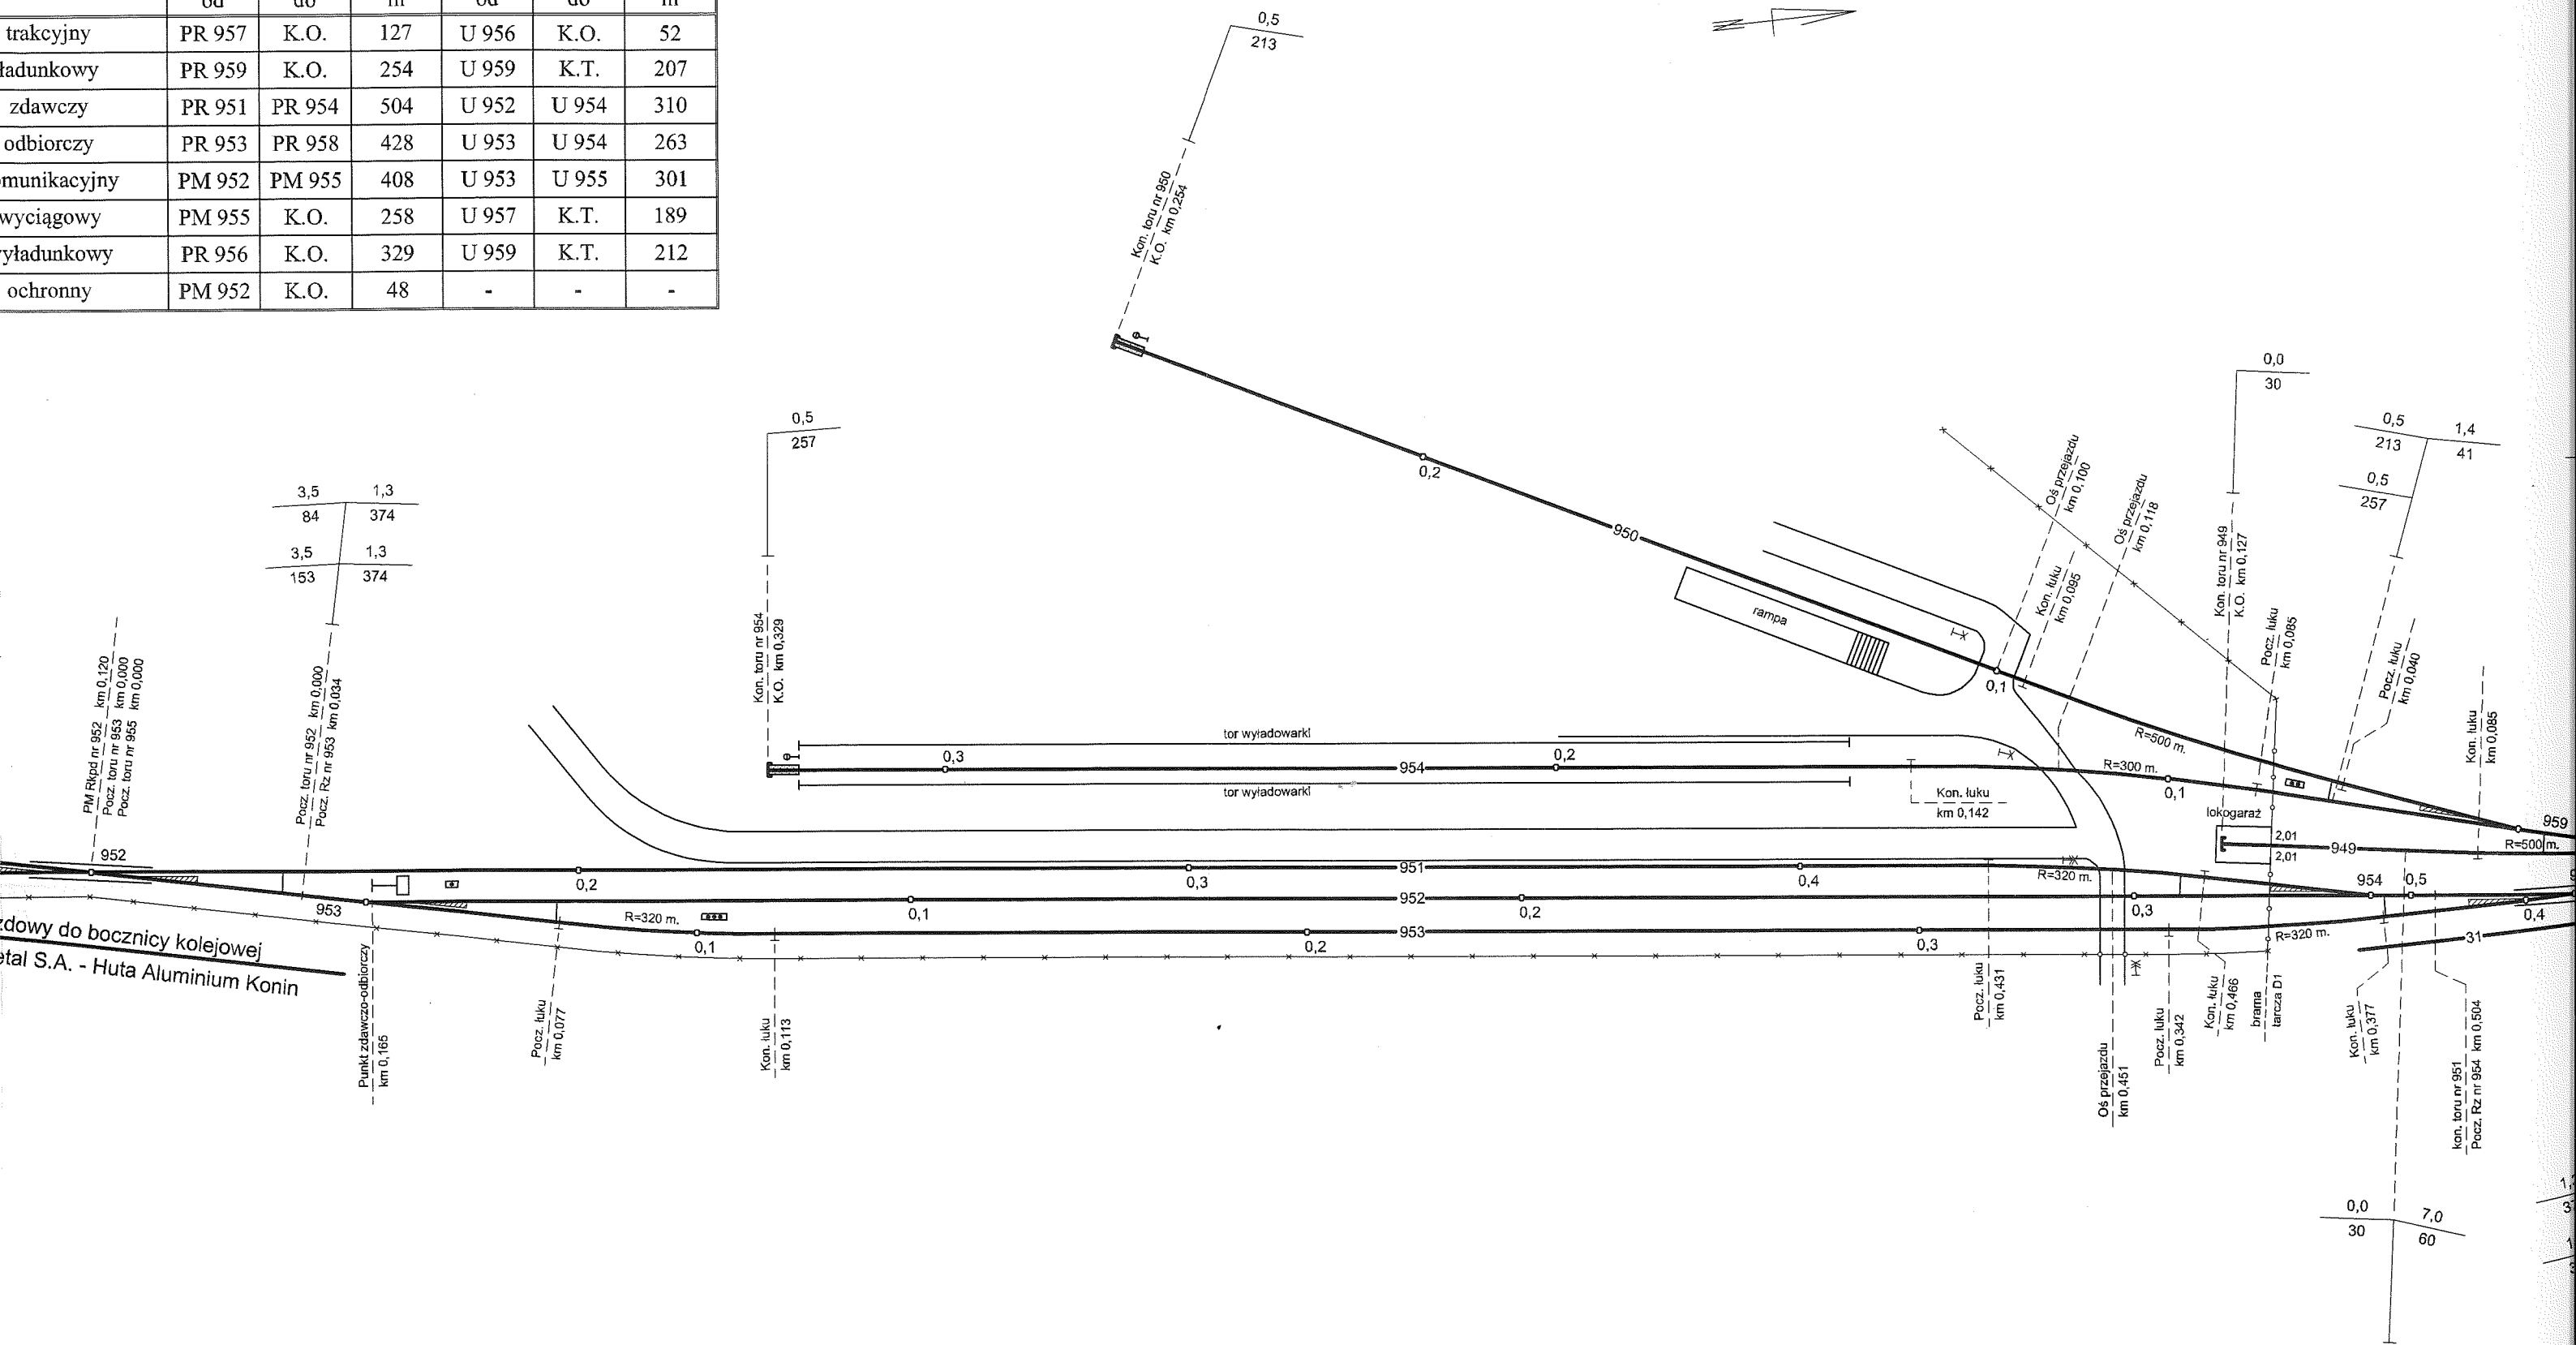 od do m od do m
trakcyjny PR 957 K.O. 127 U 956 K.O. 52
ładunkowy PR 959 K.O. 254 U 959 K.T. 207
zdawczy PR 951 PR 954 504 U 952 U 954 310
odbiorczy PR 953 PR 958 428 U 953 U 954 263
munikacyjny PM 952 PM 955 408 U 953 U 955 301
wyciągowy PM 955 K.O. 258 U 957 K.T. 189
yładunkowy PR 956 K.O. 329 U 959 K.T. 212
ochronny PM 952 K.O. 48 - - -
0,5
213
N
Kon. toru nr 950
K.O. km 0,254
0,2
950
rampa
0,1
Oś przejazdu
km 0,100
Kon. łuku
km 0,095
Oś przejazdu
km 0,118
0,0
30
Kon. toru nr 949
K.O. km 0,127
Pocz. łuku
km 0,085
0,5
213
1,4
41
0,5
257
Pocz. łuku
km 0,040
Kon. łuku
km 0,085
R=500 m.
R=300 m.
0,1
lokogaraż
2,01
2,01
949
R=500 m.
959
0,5
257
Kon. toru nr 954
K.O. km 0,329
tor wyładowarki
0,3
954
0,2
tor wyładowarki
Kon. łuku
km 0,142
3,5
84
1,3
374
3,5
153
1,3
374
PM Rkpd nr 952 km 0,120
Pocz. toru nr 953 km 0,000
Pocz. toru nr 955 km 0,000
Pocz. toru nr 952 km 0,000
Pocz. Rz nr 953 km 0,034
952
0,2
0,3
951
0,4
R=320 m.
954
0,5
953
0,1
952
0,2
0,3
R=320 m.
0,1
0,2
953
0,3
R=320 m.
0,4
31
zdowy do bocznicy kolejowej
etal S.A. - Huta Aluminium Konin
Punkt zdawczo-odbiorczy
km 0,165
Pocz. łuku
km 0,077
Kon. łuku
km 0,113
Pocz. łuku
km 0,431
Oś przejazdu
km 0,451
Pocz. łuku
km 0,342
Kon. łuku
km 0,466
brama
tarcza D1
Kon. łuku
km 0,377
kon. toru nr 951
Pocz. Rz nr 954 km 0,504
0,0
30
7,0
60